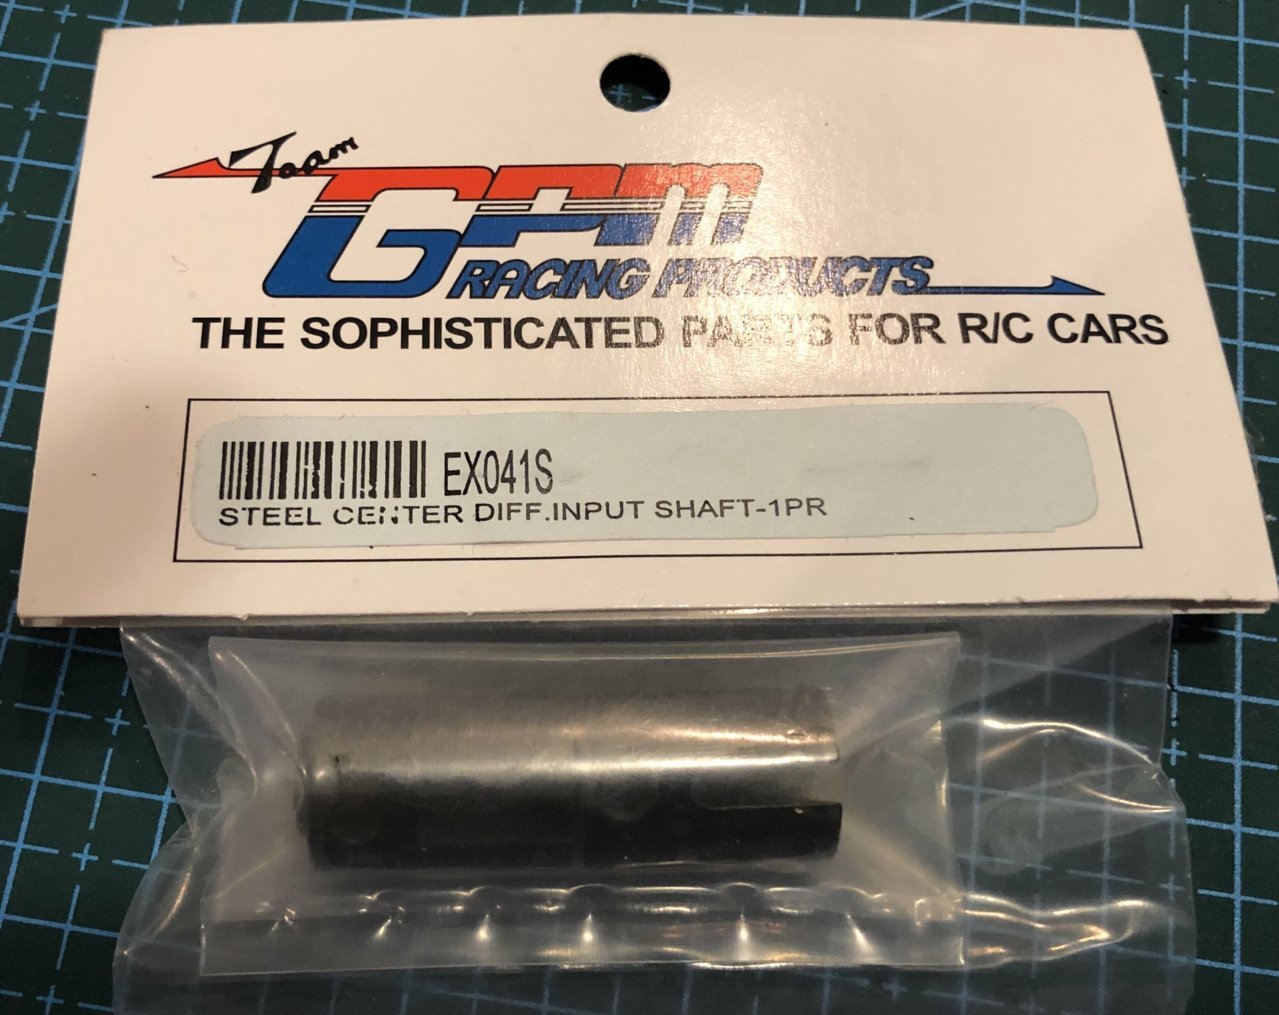 Team
GPM
RACING PRODUCTS
THE SOPHISTICATED PARTS FOR R/C CARS
EX041S
STEEL CENTER DIFF.INPUT SHAFT-1PR